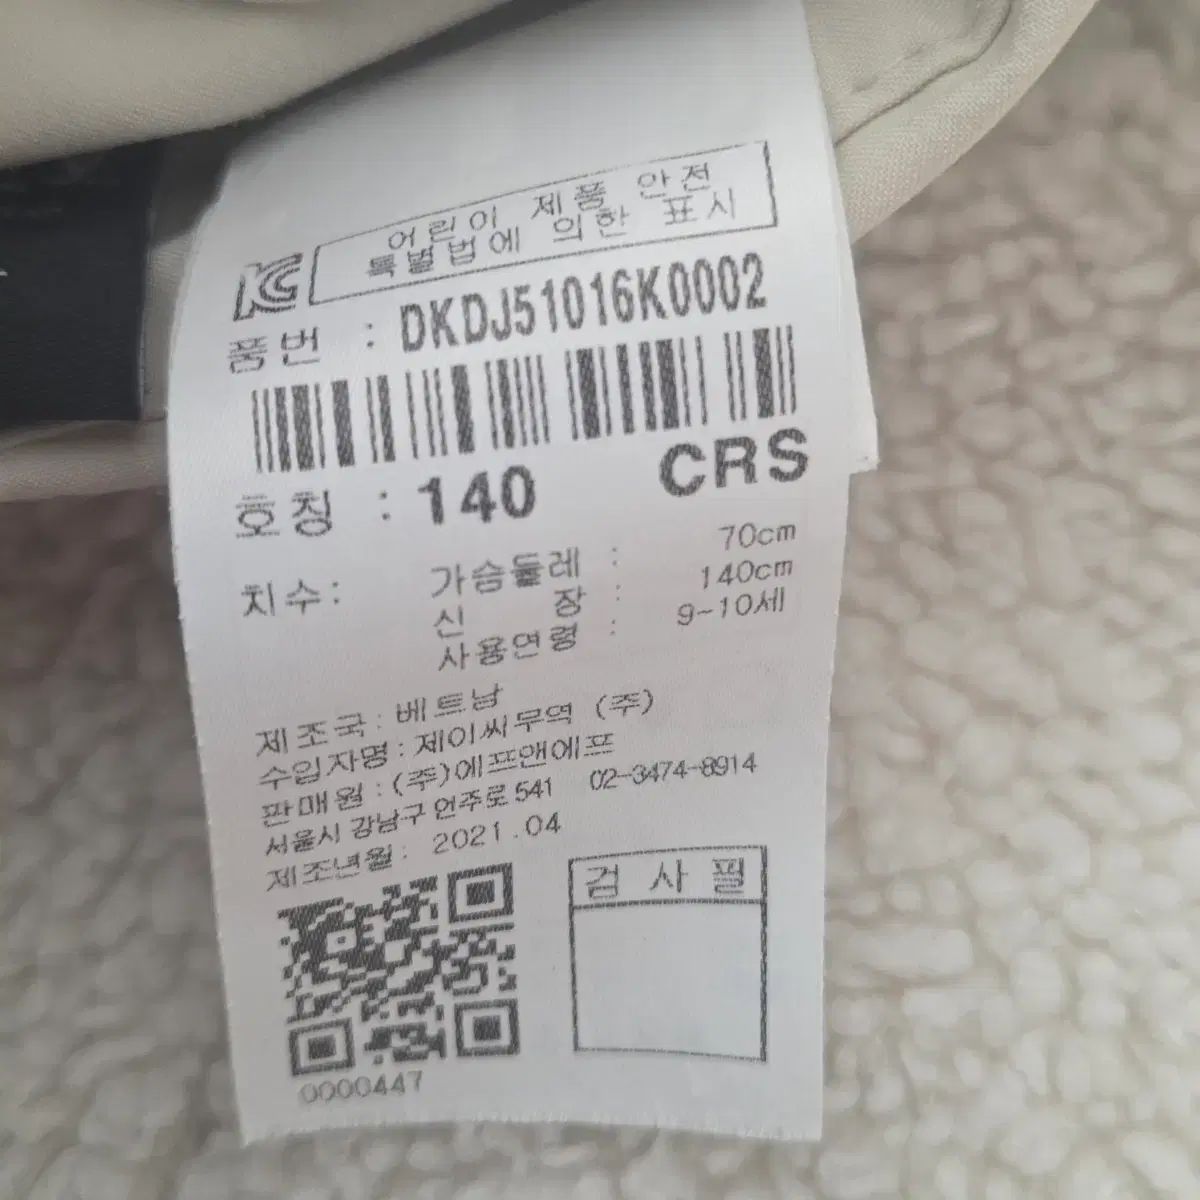 어린이 제품 안전
특별법에 의한 표시
KC
품번 : DKDJ51016K0002
호칭 : 140 CRS
치수: 가슴둘레 : 70cm
신 장 : 140cm
사용연령 : 9~10세
제조국: 베트남
수입자명 : 제이씨무역 (주)
판매원 : (주)에프앤에프
서울시 강남구 언주로 541 02-3474-8914
제조년월: 2021.04
검사필
0000447